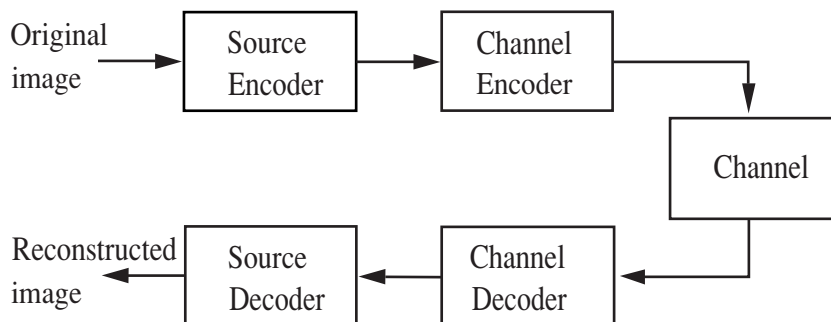 Original
image
Source
Encoder
Channel
Encoder
Channel
Reconstructed
image
Source
Decoder
Channel
Decoder